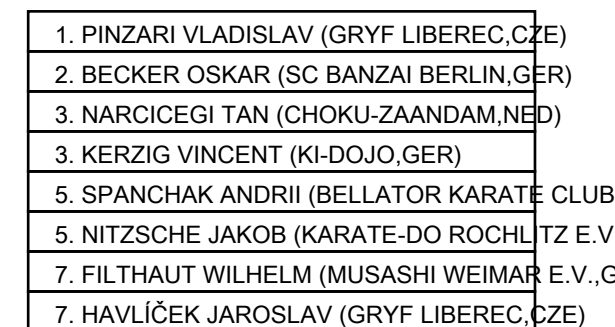 1. PINZARI VLADISLAV (GRYF LIBEREC,CZE)
2. BECKER OSKAR (SC BANZAI BERLIN,GER)
3. NARCICEGI TAN (CHOKU-ZAANDAM,NED)
3. KERZIG VINCENT (KI-DOJO,GER)
5. SPANCHAK ANDRII (BELLATOR KARATE CLUB
5. NITZSCHE JAKOB (KARATE-DO ROCHLITZ E.V
7. FILTHAUT WILHELM (MUSASHI WEIMAR E.V.,G
7. HAVLÍČEK JAROSLAV (GRYF LIBEREC,CZE)